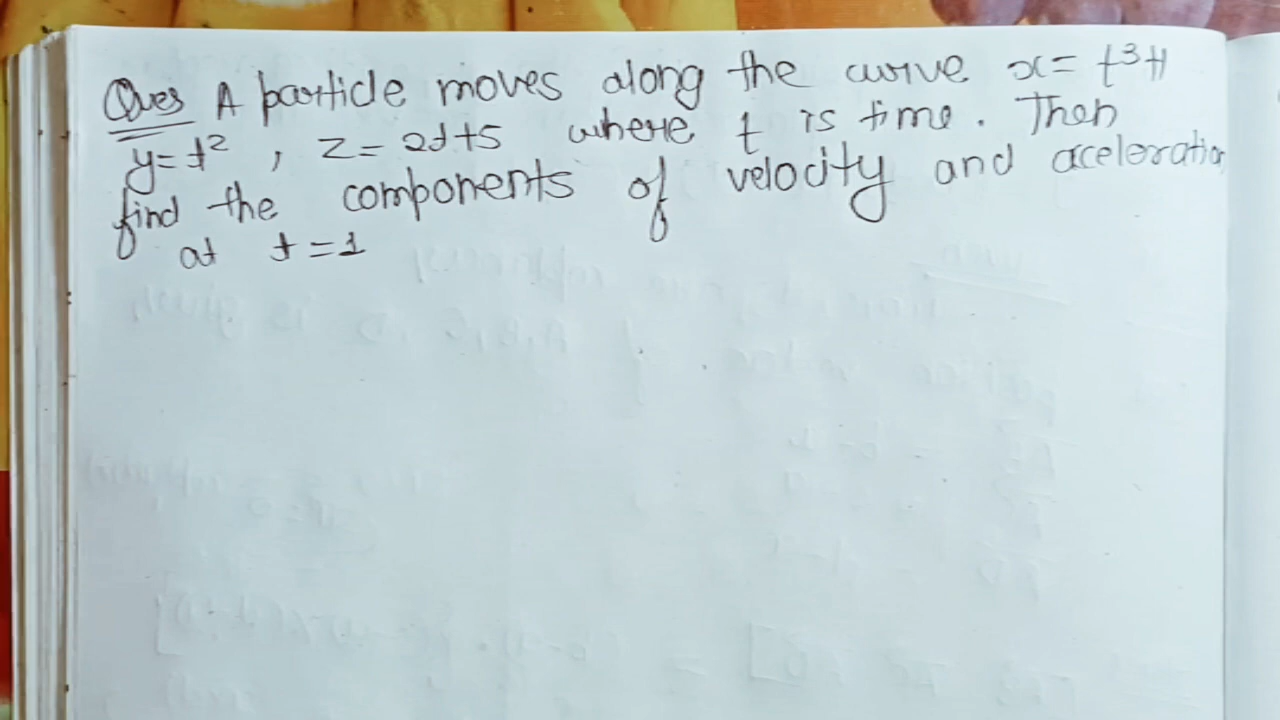 Ques A particle moves along the curve x= t³+1
y=t² , z= 2t+5 where t is time. Then
find the components of velocity and aceleration
at t=1